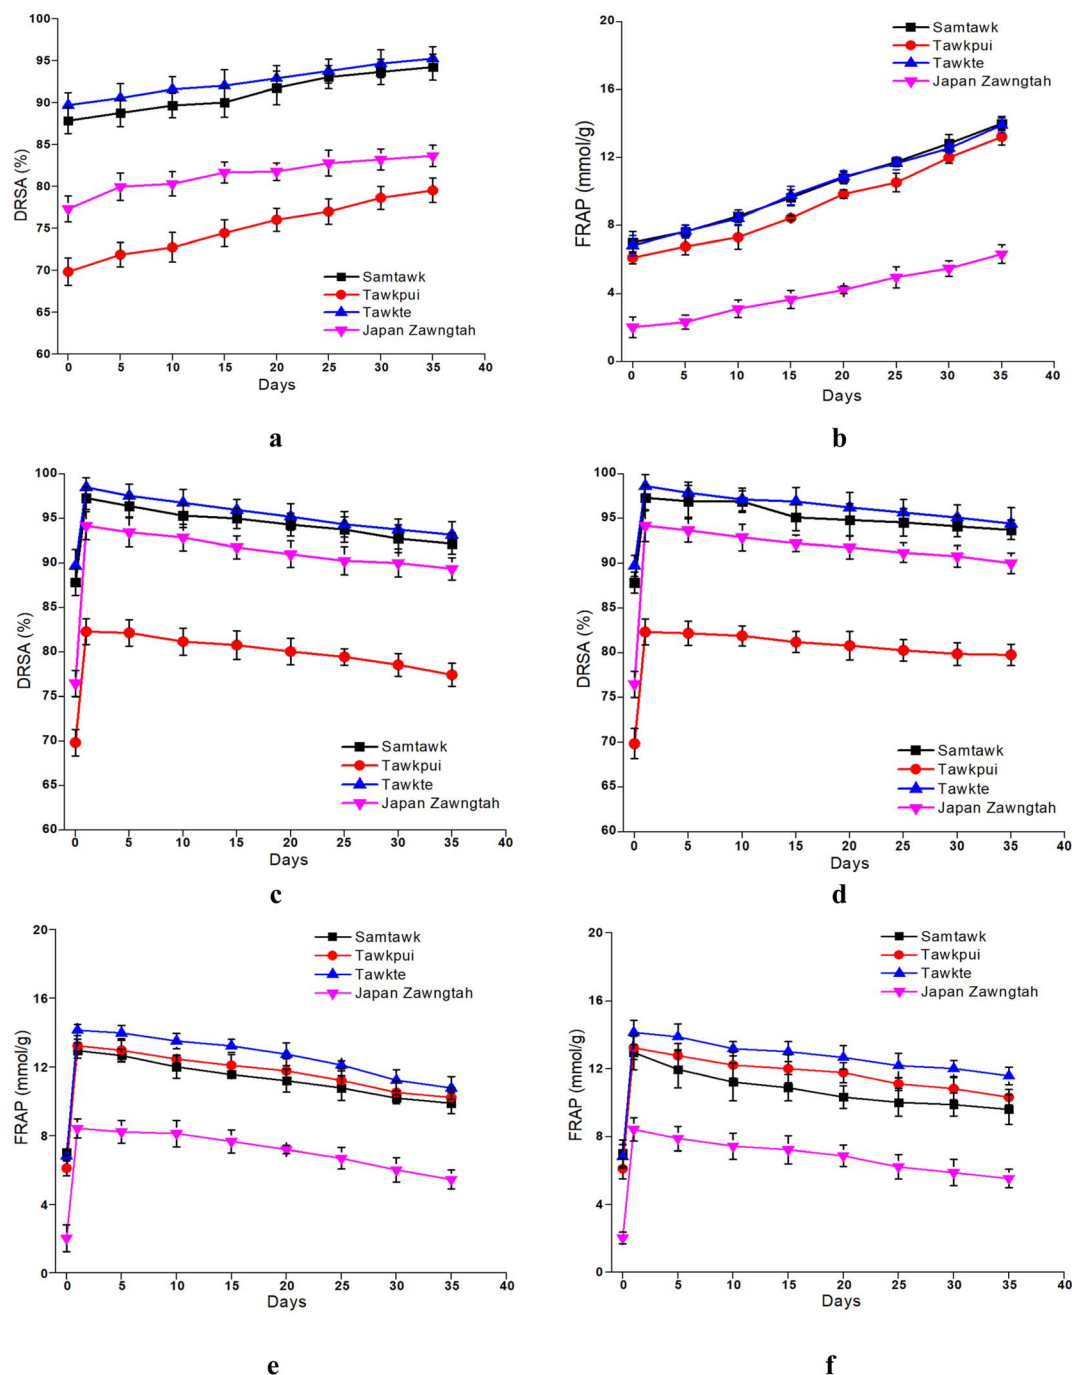 100
95
90
85
80
75
70
65
60
DRSA (%)
Samtawk
Tawkpui
Tawkte
Japan Zawngtah
0 5 10 15 20 25 30 35 40
Days
a
20
16
12
8
4
0
FRAP (mmol/g)
Samtawk
Tawkpui
Tawkte
Japan Zawngtah
0 5 10 15 20 25 30 35 40
Days
b
100
95
90
85
80
75
70
65
60
DRSA (%)
Samtawk
Tawkpui
Tawkte
Japan Zawngtah
0 5 10 15 20 25 30 35 40
Days
c
100
95
90
85
80
75
70
65
60
DRSA (%)
Samtawk
Tawkpui
Tawkte
Japan Zawngtah
0 5 10 15 20 25 30 35 40
Days
d
20
16
12
8
4
0
FRAP (mmol/g)
Samtawk
Tawkpui
Tawkte
Japan Zawngtah
0 5 10 15 20 25 30 35 40
Days
e
20
16
12
8
4
0
FRAP (mmol/g)
Samtawk
Tawkpui
Tawkte
Japan Zawngtah
0 5 10 15 20 25 30 35 40
Days
f